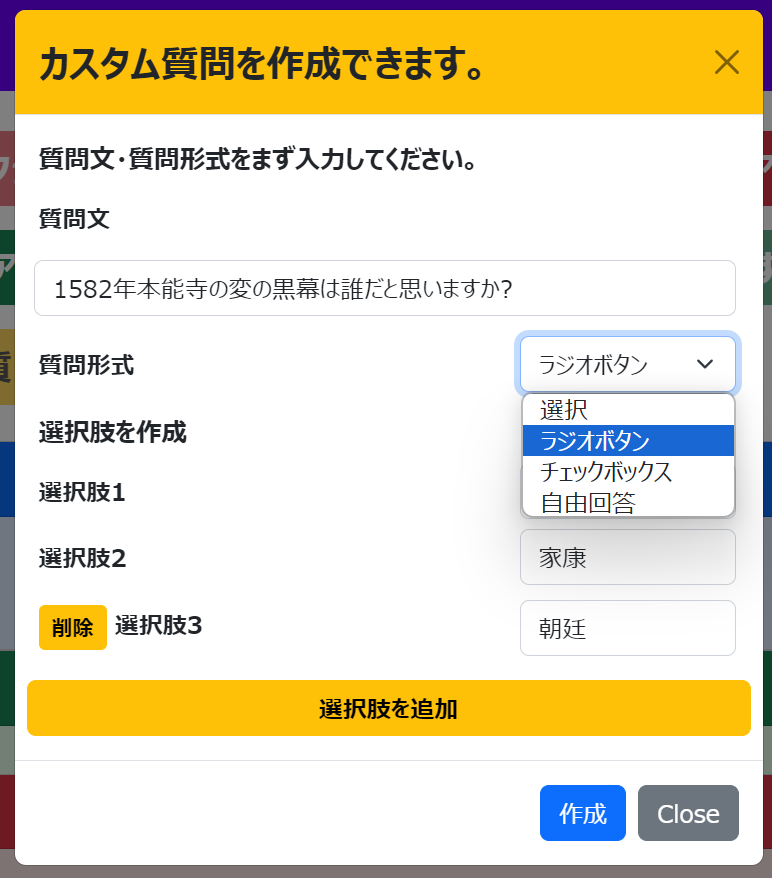 カスタム質問を作成できます。
質問文・質問形式をまず入力してください。
質問文
1582年本能寺の変の黒幕は誰だと思いますか?
質問形式
ラジオボタン
選択
ラジオボタン
チェックボックス
自由回答
選択肢を作成
選択肢1
選択肢2
家康
削除 選択肢3
朝廷
選択肢を追加
作成
Close